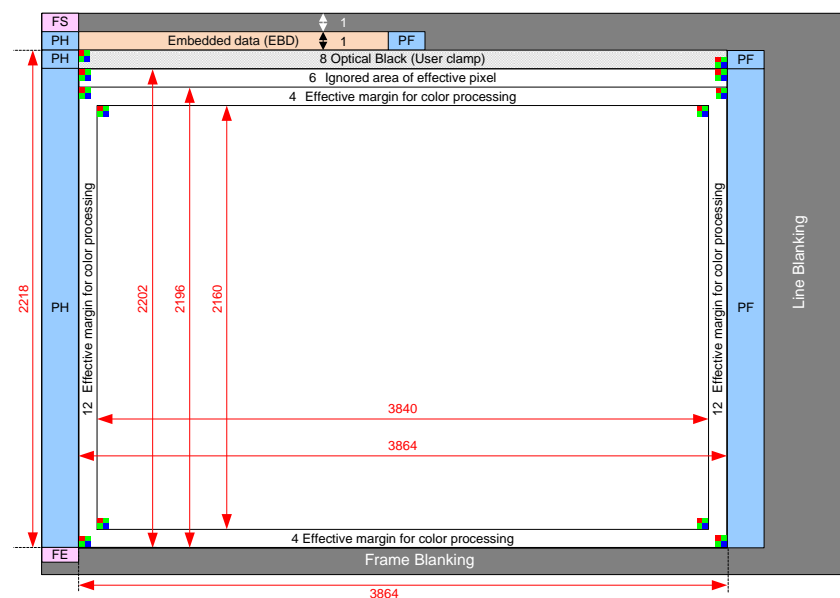 FS
1
PH
Embedded data (EBD)
1
PF
PH
8 Optical Black (User clamp)
PF
6 Ignored area of effective pixel
4 Effective margin for color processing
12 Effective margin for color processing
12 Effective margin for color processing
Line Blanking
2218
PH
2202
2196
2160
PF
3840
3864
4 Effective margin for color processing
FE
Frame Blanking
3864